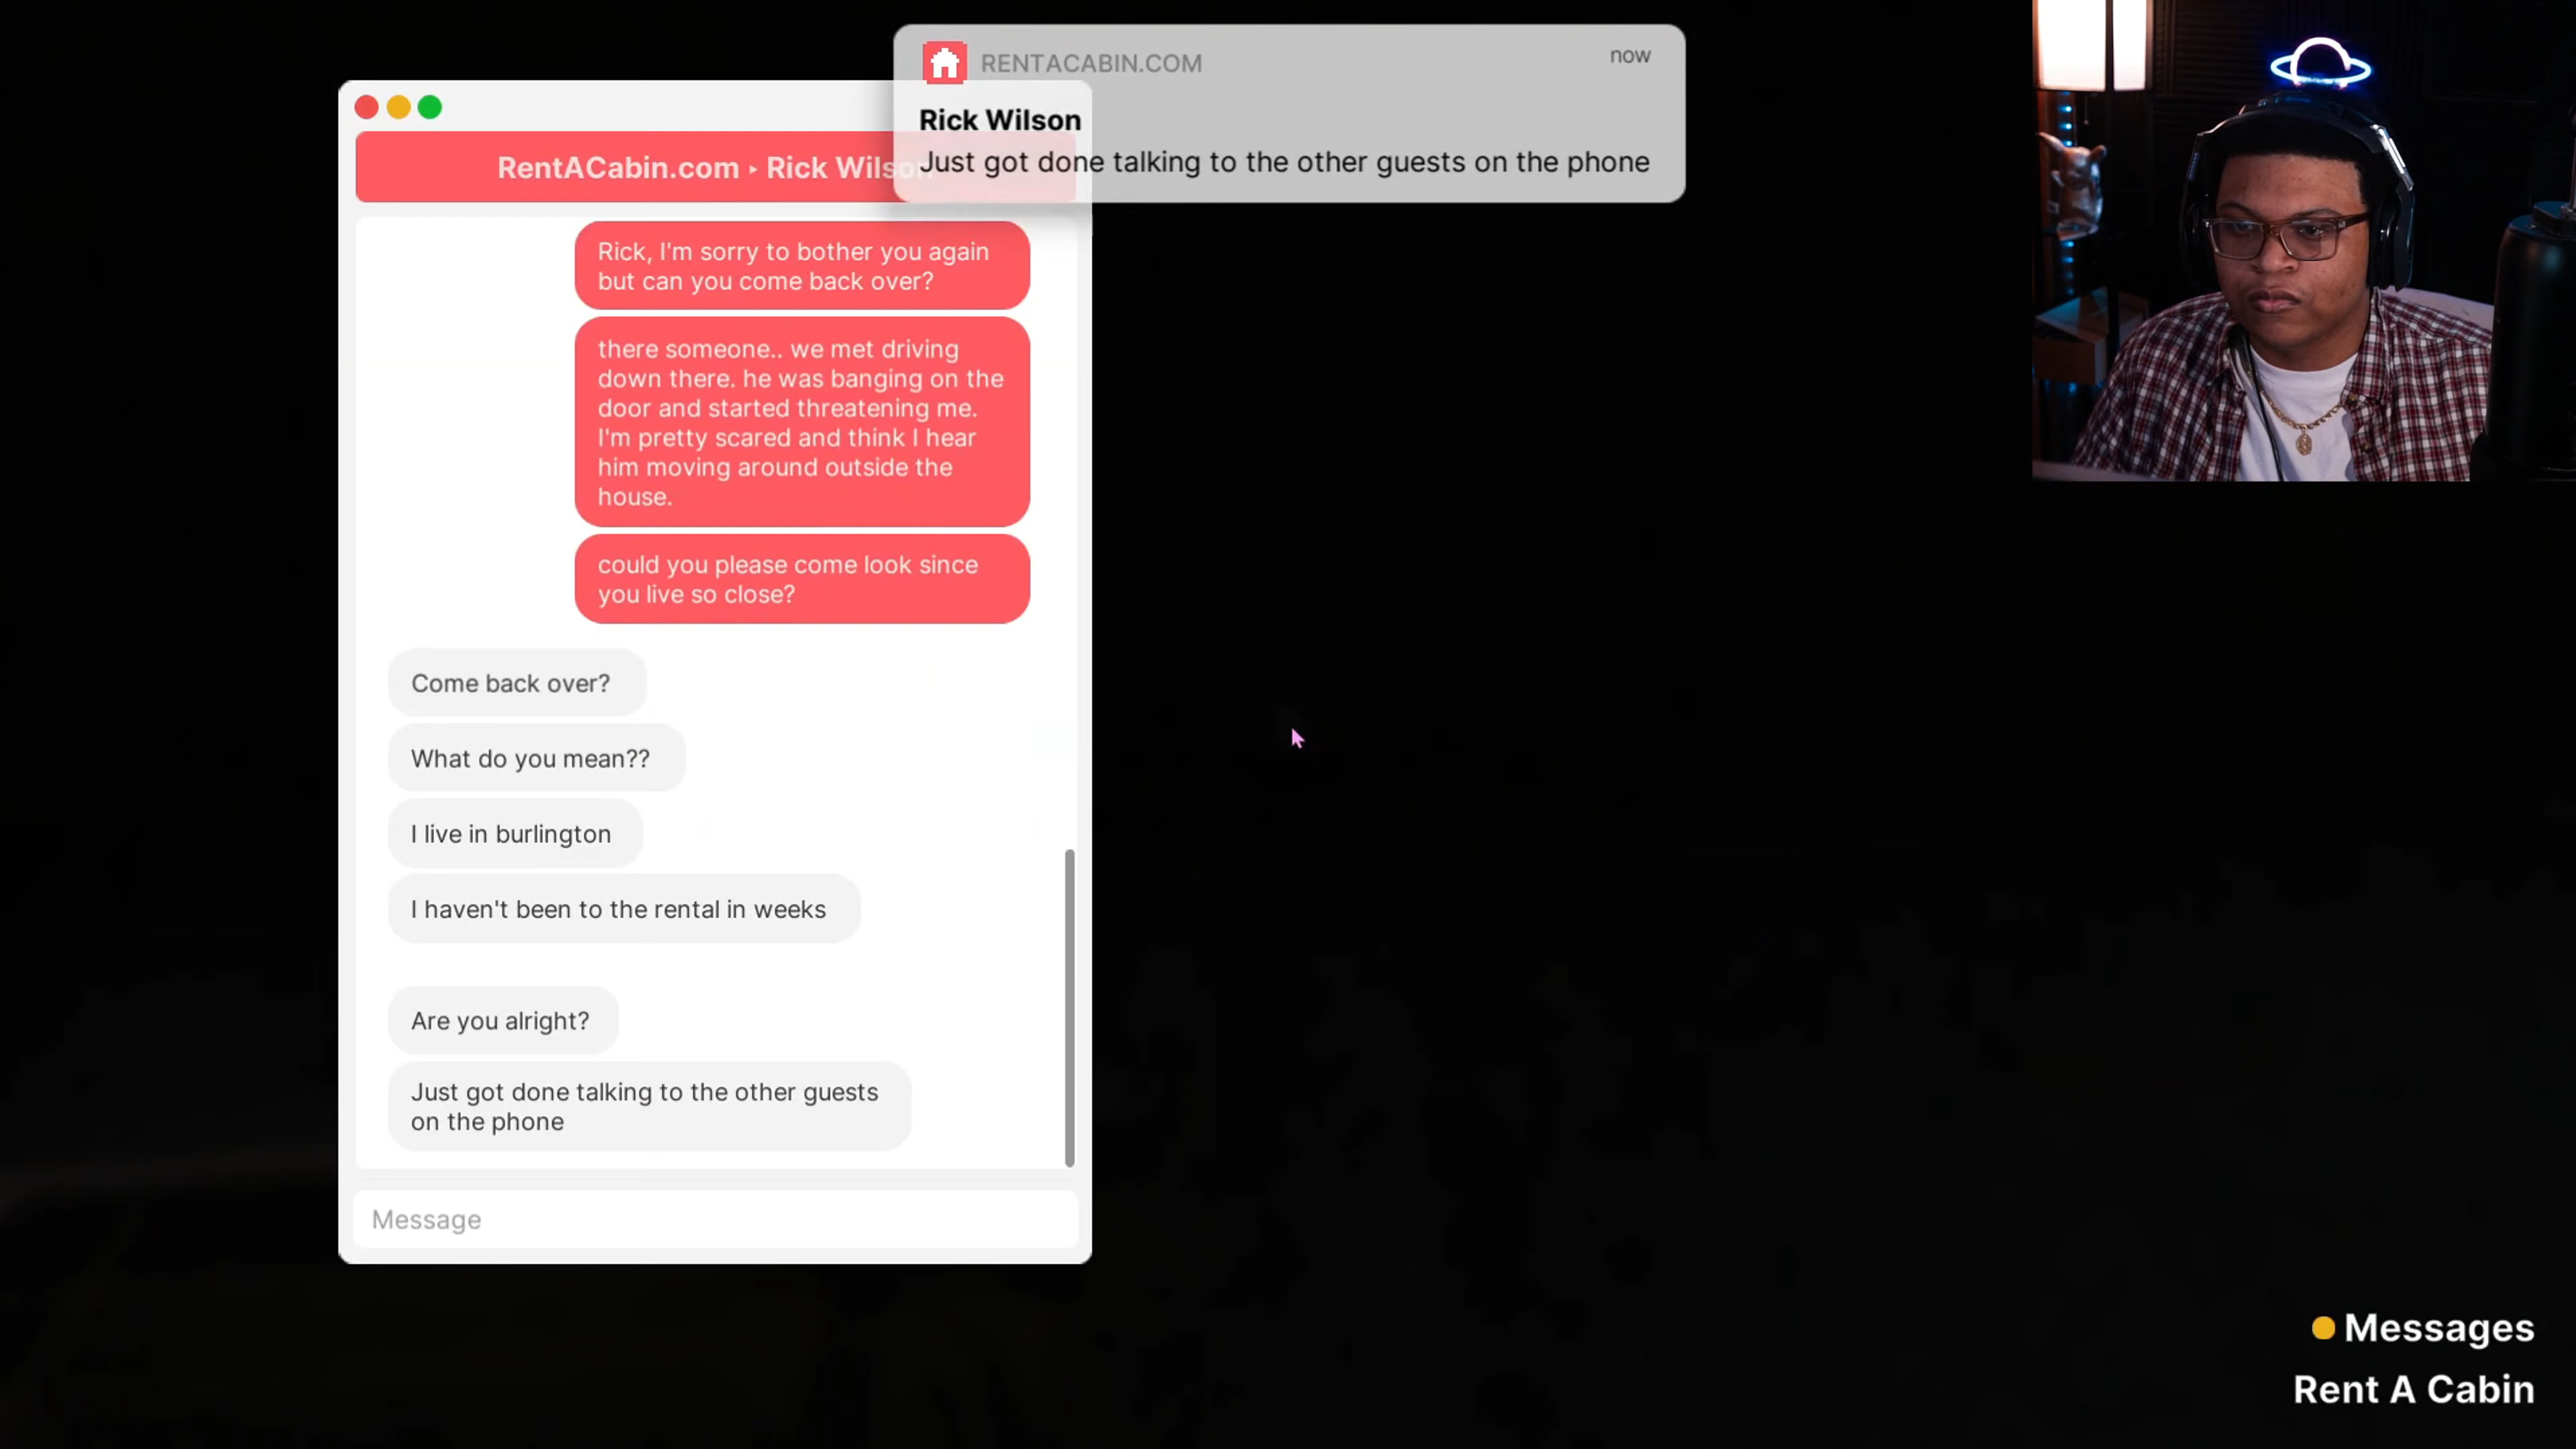 RENTACABIN.COM
now
Rick Wilson
Just got done talking to the other guests on the phone
RentACabin.com ‣ Rick Wilson
Rick, I'm sorry to bother you again
but can you come back over?
there someone.. we met driving
down there. he was banging on the
door and started threatening me.
I'm pretty scared and think I hear
him moving around outside the
house.
could you please come look since
you live so close?
Come back over?
What do you mean??
I live in burlington
I haven't been to the rental in weeks
Are you alright?
Just got done talking to the other guests
on the phone
Message
Messages
Rent A Cabin